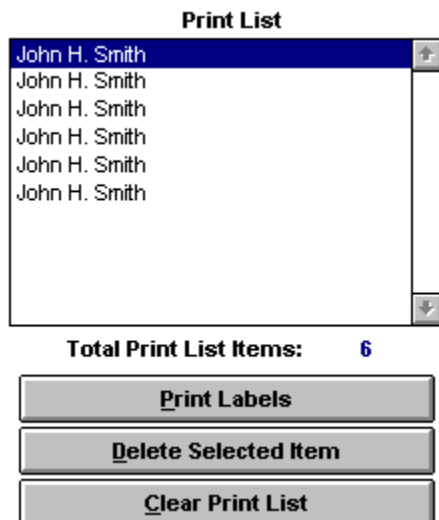 Print List
John H. Smith
John H. Smith
John H. Smith
John H. Smith
John H. Smith
John H. Smith
Total Print List Items: 6
Print Labels
Delete Selected Item
Clear Print List